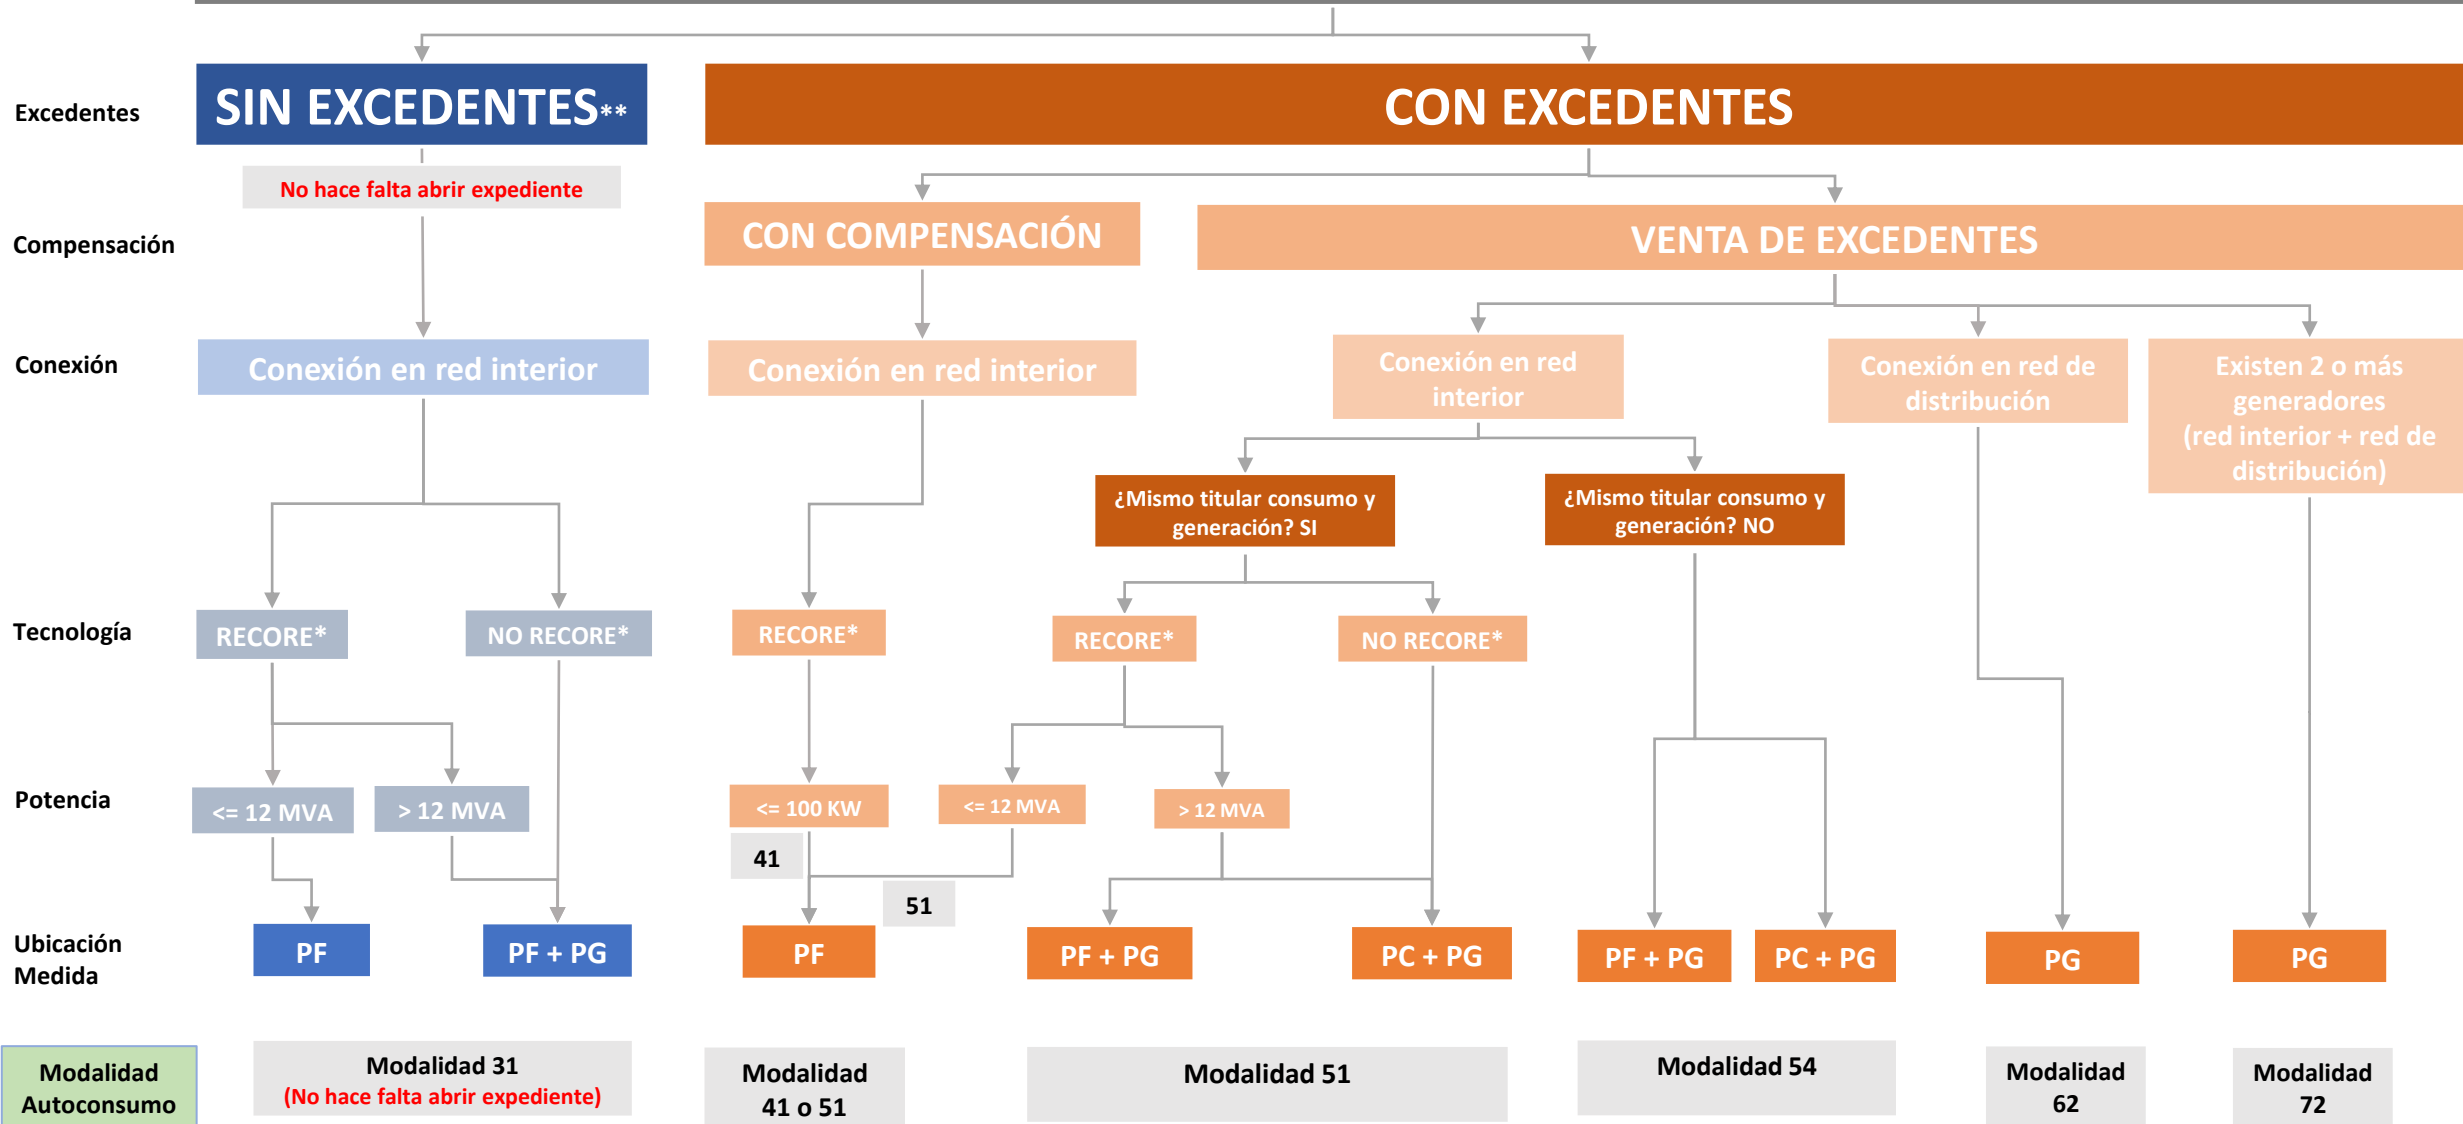 Excedentes
SIN EXCEDENTES**
CON EXCEDENTES
No hace falta abrir expediente
Compensación
CON COMPENSACIÓN
VENTA DE EXCEDENTES
Conexión
Conexión en red interior
Conexión en red interior
Conexión en red
interior
Conexión en red de
distribución
Existen 2 o más
generadores
(red interior + red de
distribución)
¿Mismo titular consumo y
generación? SI
¿Mismo titular consumo y
generación? NO
Tecnología
RECORE*
NO RECORE*
RECORE*
RECORE*
NO RECORE*
Potencia
<= 12 MVA
> 12 MVA
<= 100 KW
<= 12 MVA
> 12 MVA
41
51
Ubicación
Medida
PF
PF + PG
PF
PF + PG
PC + PG
PF + PG
PC + PG
PG
PG
Modalidad
Autoconsumo
Modalidad 31
(No hace falta abrir expediente)
Modalidad
41 o 51
Modalidad 51
Modalidad 54
Modalidad
62
Modalidad
72